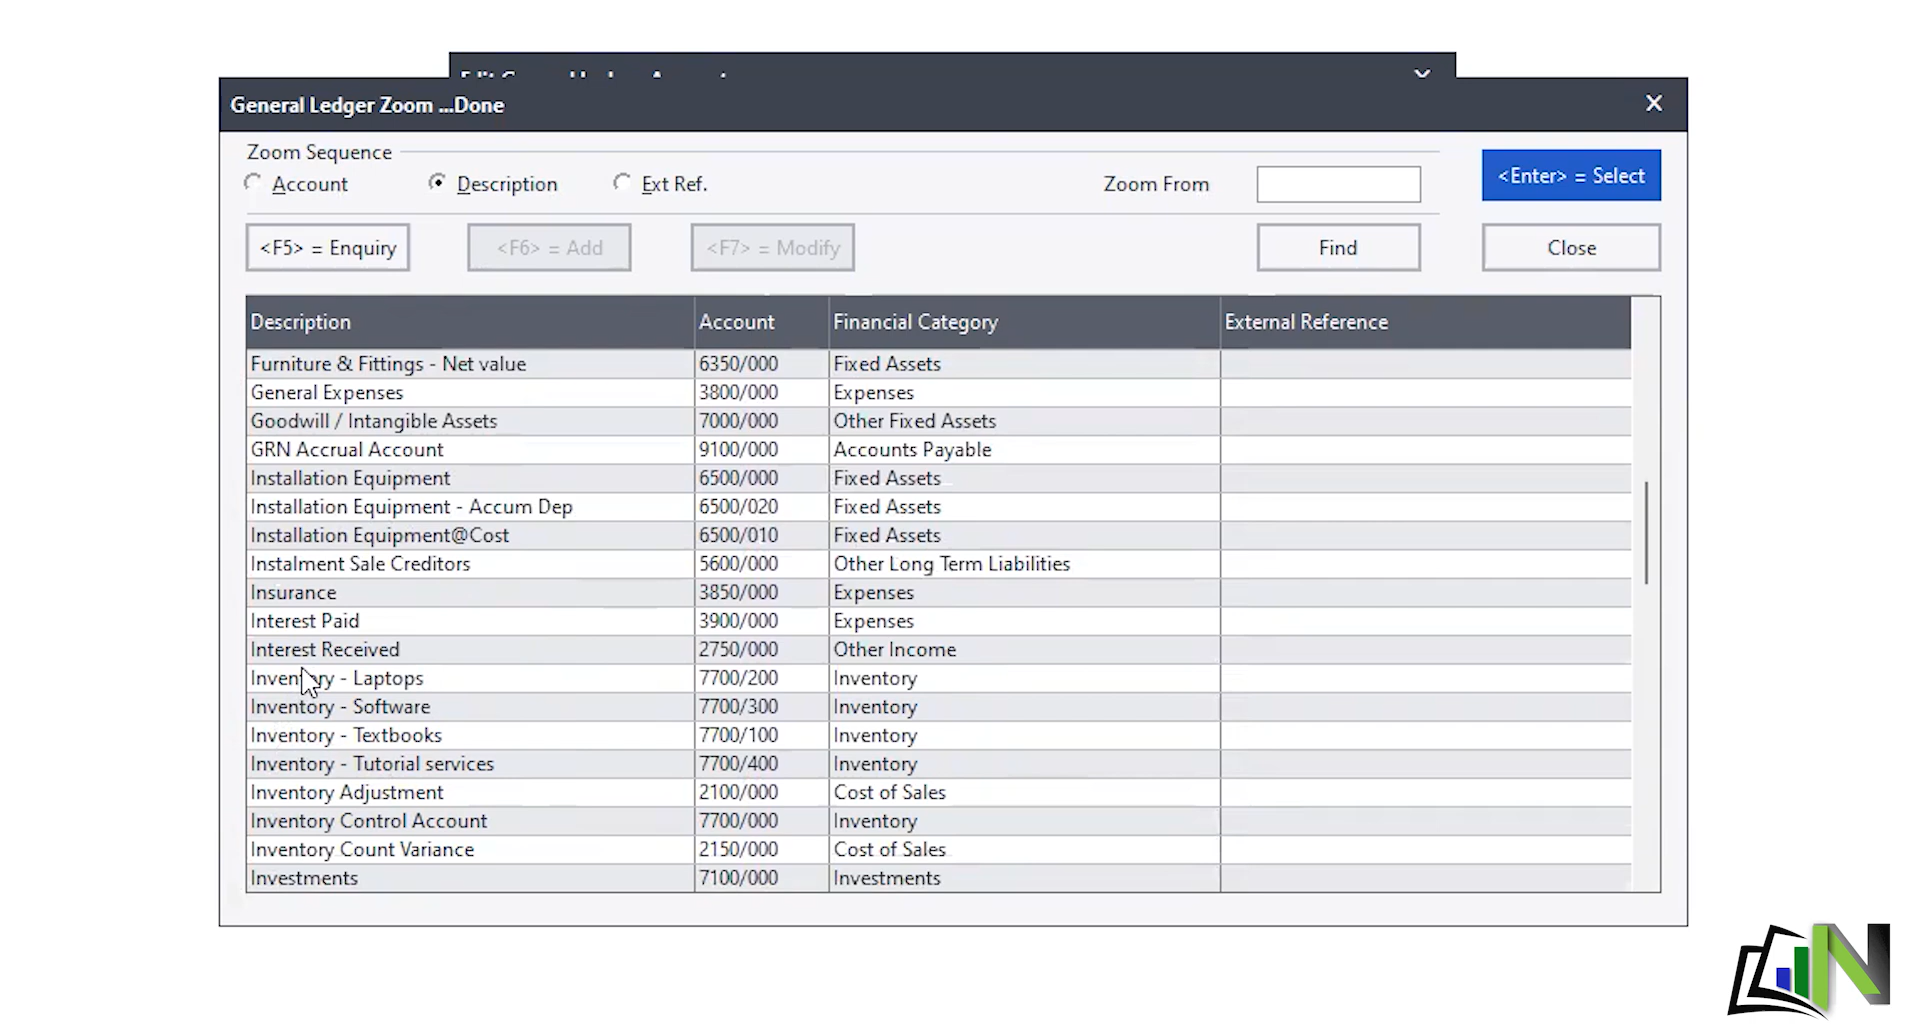 General Ledger Zoom ...Done
Zoom Sequence
Account Description Ext Ref. Zoom From <Enter> = Select
<F5> = Enquiry <F6> = Add <F7> = Modify Find Close
Description Account Financial Category External Reference
Furniture & Fittings - Net value 6350/000 Fixed Assets
General Expenses 3800/000 Expenses
Goodwill / Intangible Assets 7000/000 Other Fixed Assets
GRN Accrual Account 9100/000 Accounts Payable
Installation Equipment 6500/000 Fixed Assets
Installation Equipment - Accum Dep 6500/020 Fixed Assets
Installation Equipment@Cost 6500/010 Fixed Assets
Instalment Sale Creditors 5600/000 Other Long Term Liabilities
Insurance 3850/000 Expenses
Interest Paid 3900/000 Expenses
Interest Received 2750/000 Other Income
Inventory - Laptops 7700/200 Inventory
Inventory - Software 7700/300 Inventory
Inventory - Textbooks 7700/100 Inventory
Inventory - Tutorial services 7700/400 Inventory
Inventory Adjustment 2100/000 Cost of Sales
Inventory Control Account 7700/000 Inventory
Inventory Count Variance 2150/000 Cost of Sales
Investments 7100/000 Investments
N